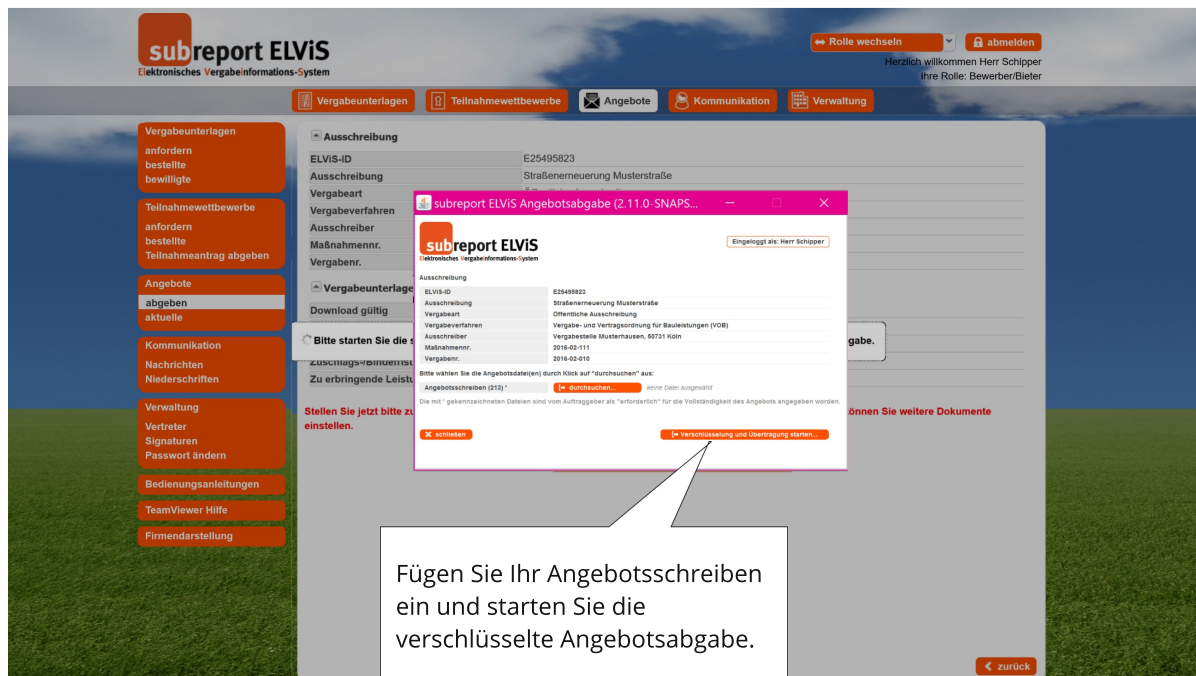 subreport ELViS
Elektronisches Vergabeinformations-System
Rolle wechseln
abmelden
Herzlich willkommen Herr Schipper
Ihre Rolle: Bewerber/Bieter
Vergabeunterlagen
Teilnahmewettbewerbe
Angebote
Kommunikation
Verwaltung
Vergabeunterlagen
anfordern
bestellte
bewilligte
Teilnahmewettbewerbe
anfordern
bestellte
Teilnahmeantrag abgeben
Angebote
abgeben
aktuelle
Kommunikation
Nachrichten
Niederschriften
Verwaltung
Vertreter
Signaturen
Passwort ändern
Bedienungsanleitungen
TeamViewer Hilfe
Firmendarstellung
Ausschreibung
ELViS-ID E25495823
Ausschreibung Straßenerneuerung Musterstraße
Vergabeart
Vergabeverfahren
Ausschreiber
Maßnahmennr.
Vergabenr.
Vergabeunterlage
Download gültig
Bitte starten Sie die
gabe.
Zu erbringende Leistu
Stellen Sie jetzt bitte
önnen Sie weitere Dokumente
einstellen.
subreport ELViS Angebotsabgabe (2.11.0-SNAPS...
subreport ELViS
Elektronisches Vergabeinformations-System
Eingeloggt als: Herr Schipper
Ausschreibung
ELViS-ID E25495823
Ausschreibung Straßenerneuerung Musterstraße
Vergabeart Öffentliche Ausschreibung
Vergabeverfahren Vergabe- und Vertragsordnung für Bauleistungen (VOB)
Ausschreiber Vergabestelle Musterhausen, 50731 Köln
Maßnahmennr. 2016-02-111
Vergabenr. 2016-02-010
Bitte wählen Sie die Angebotsdatei(en) durch Klick auf "durchsuchen" aus:
Angebotsschreiben (213) * durchsuchen... Keine Datei ausgewählt
Die mit * gekennzeichneten Dateien sind vom Auftraggeber als "erforderlich" für die Vollständigkeit des Angebots angegeben worden.
schließen
Verschlüsselung und Übertragung starten...
Fügen Sie Ihr Angebotsschreiben
ein und starten Sie die
verschlüsselte Angebotsabgabe.
zurück